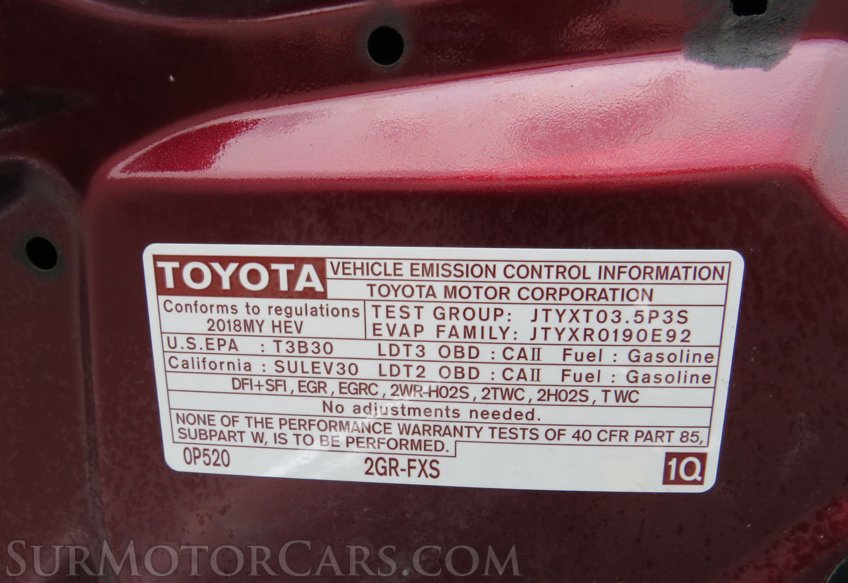 TOYOTA VEHICLE EMISSION CONTROL INFORMATION
TOYOTA MOTOR CORPORATION
Conforms to regulations
2018MY HEV
TEST GROUP: JTYXT03.5P3S
EVAP FAMILY: JTYXR0190E92
U.S.EPA : T3B30 LDT3 OBD : CAII Fuel : Gasoline
California : SULEV30 LDT2 OBD : CAII Fuel : Gasoline
DFI+SFI, EGR, EGRC, 2WR-HO2S, 2TWC, 2HO2S, TWC
No adjustments needed.
NONE OF THE PERFORMANCE WARRANTY TESTS OF 40 CFR PART 85,
SUBPART W, IS TO BE PERFORMED.
0P520 2GR-FXS 1Q
SurMotorCars.com